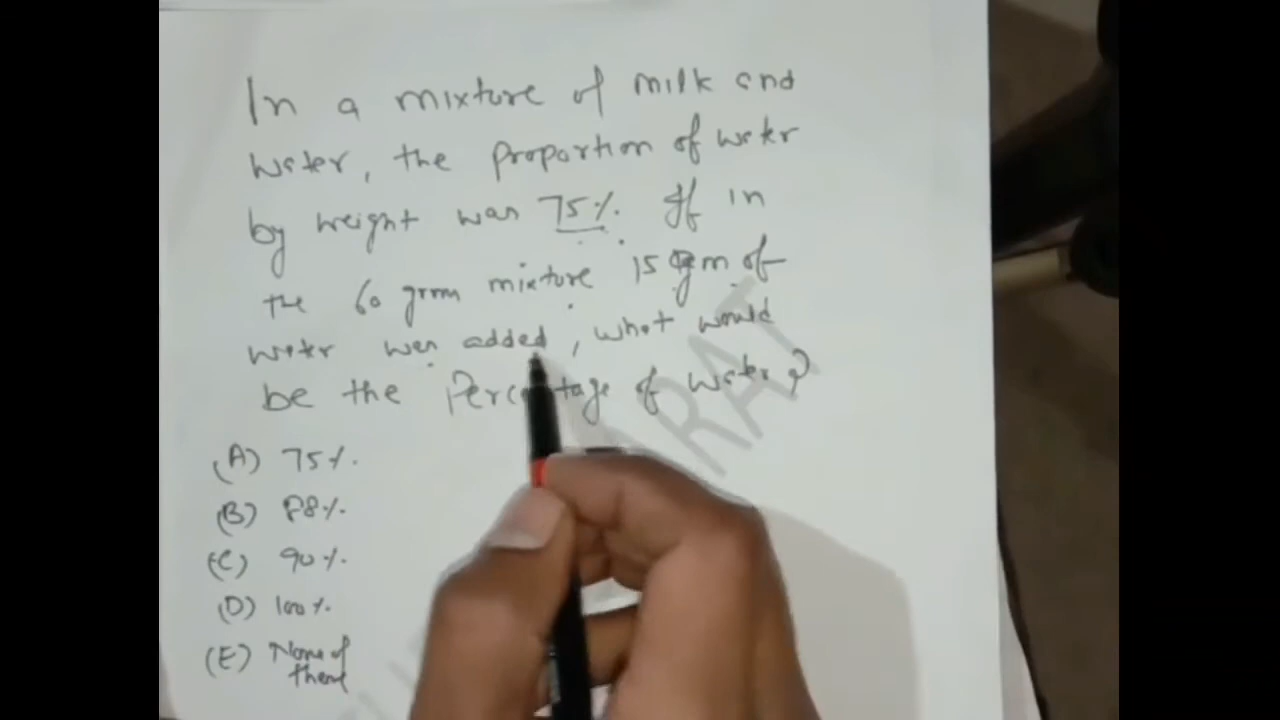 In a mixture of milk and
water, the proportion of water
by weight was 75%. If in
the 60 gram mixture 15 gm of
water was added, what would
be the Percentage of water?
(A) 75%.
(B) 88%.
(C) 90%.
(D) 100%.
(E) None of
them